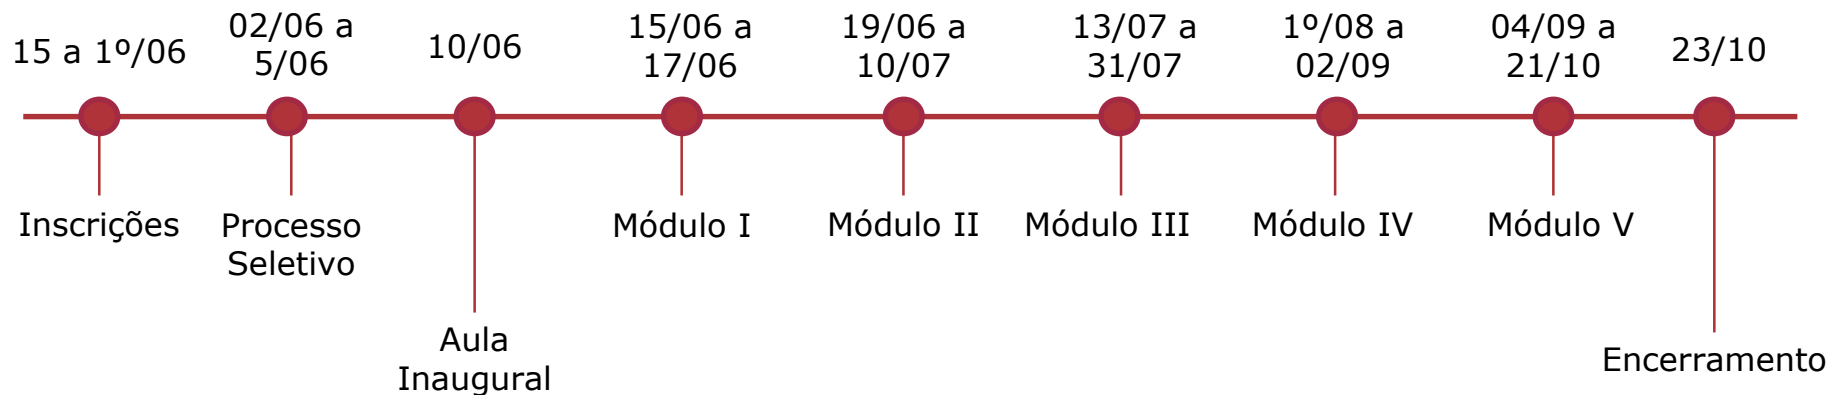 15 a 1º/06
02/06 a
5/06
10/06
15/06 a
17/06
19/06 a
10/07
13/07 a
31/07
1º/08 a
02/09
04/09 a
21/10
23/10
Inscrições
Processo
Seletivo
Aula
Inaugural
Módulo I
Módulo II
Módulo III
Módulo IV
Módulo V
Encerramento